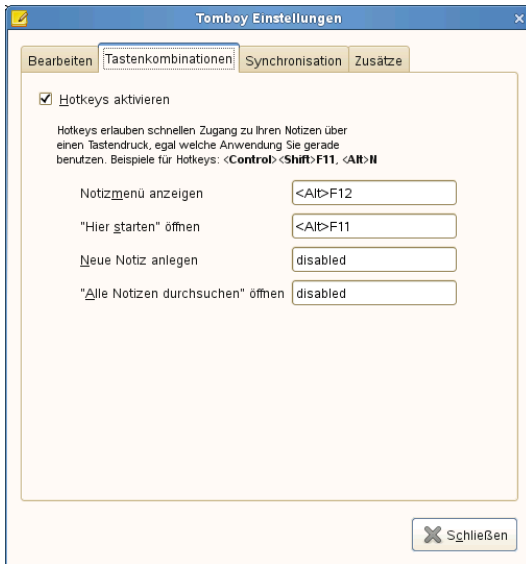 Tomboy Einstellungen
Bearbeiten Tastenkombinationen Synchronisation Zusätze
Hotkeys aktivieren
Hotkeys erlauben schnellen Zugang zu Ihren Notizen über
einen Tastendruck, egal welche Anwendung Sie gerade
benutzen. Beispiele für Hotkeys: <Control><Shift>F11, <Alt>N
Notizmenü anzeigen <Alt>F12
"Hier starten" öffnen <Alt>F11
Neue Notiz anlegen disabled
"Alle Notizen durchsuchen" öffnen disabled
Schließen